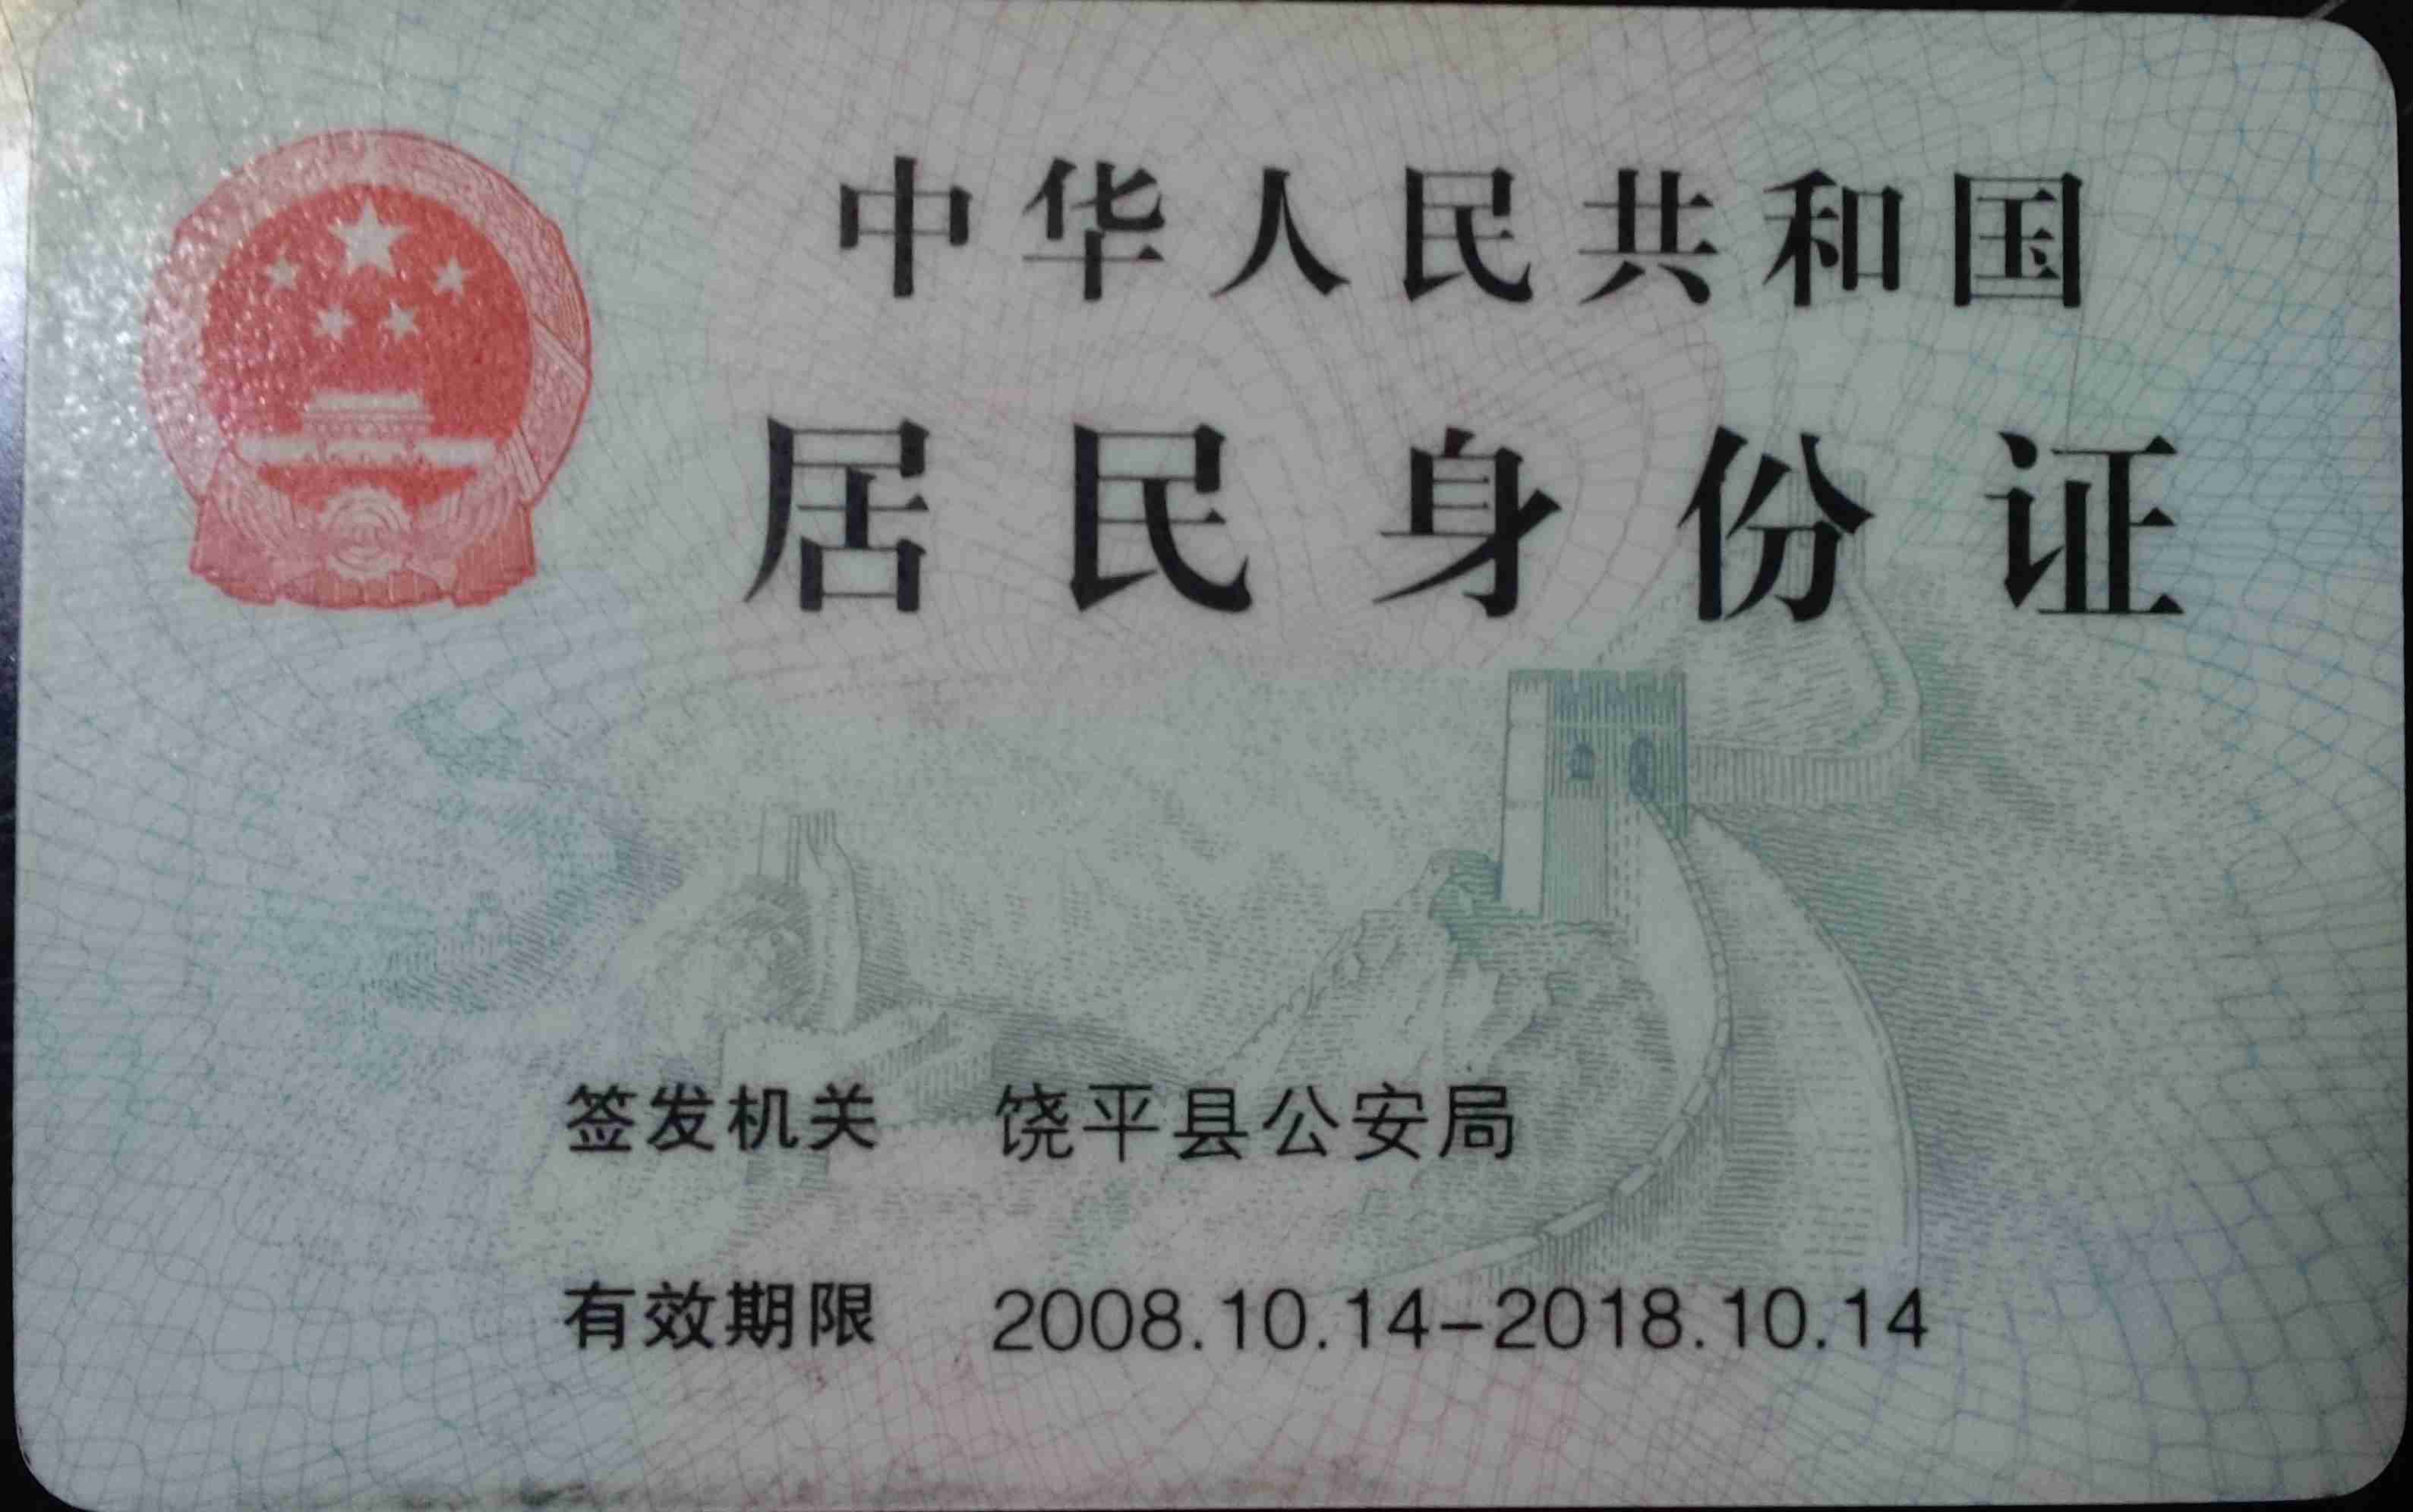 中华人民共和国
居民身份证
签发机关 饶平县公安局
有效期限 2008.10.14-2018.10.14